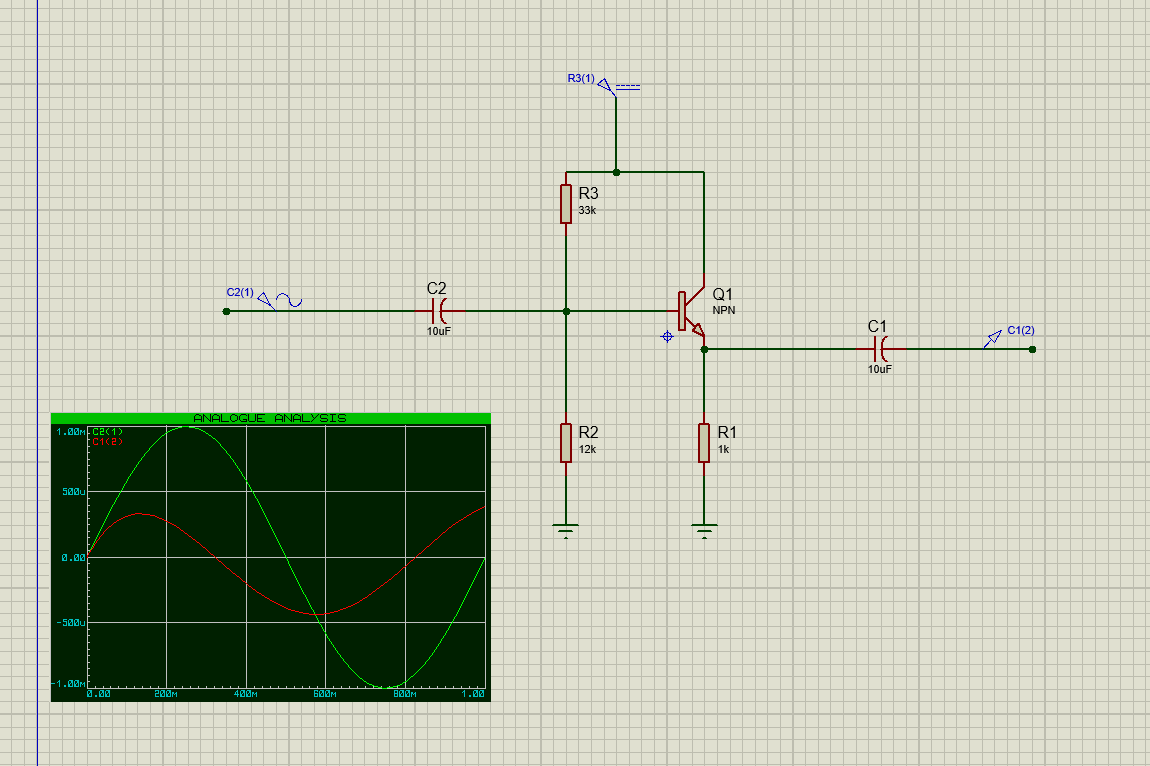 R3(1)
R3
33k
C2(1)
C2
10uF
Q1
NPN
C1
10uF
C1(2)
R2
12k
R1
1k
ANALOGUE ANALYSIS
1.00m
C2(1)
C1(2)
500u
0.00
-500u
-1.00m
0.00 200m 400m 600m 800m 1.00